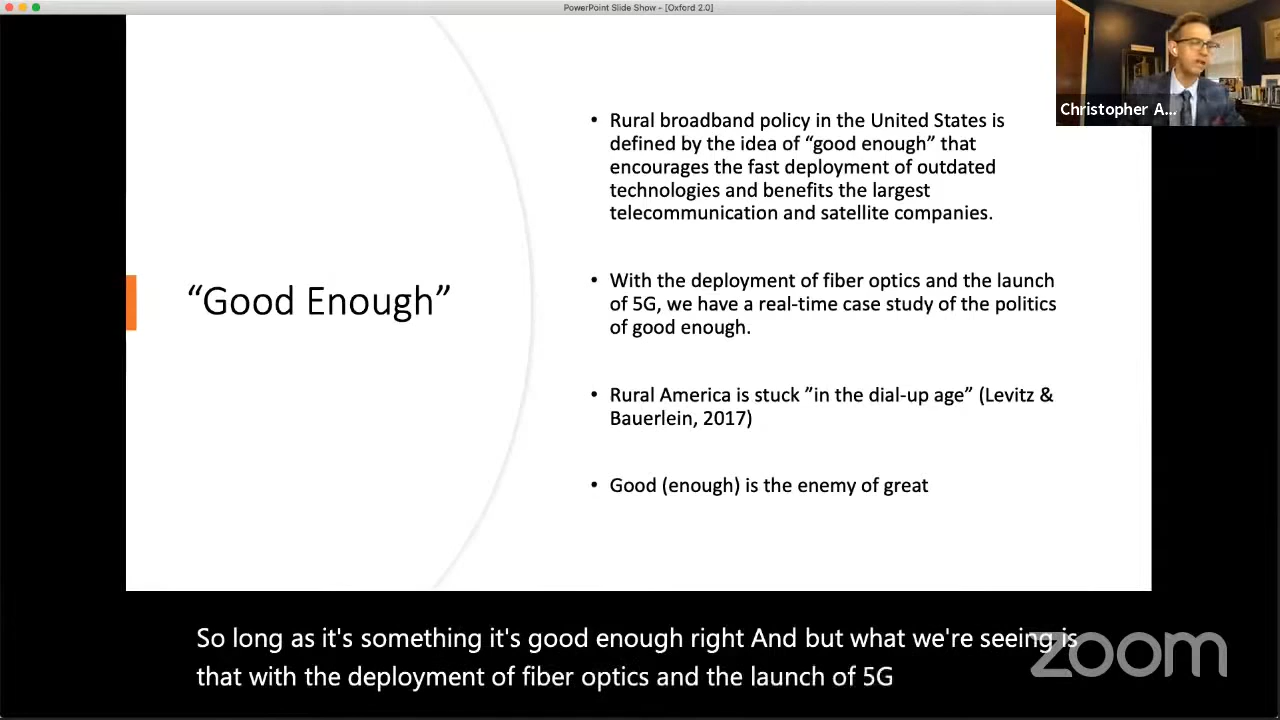 PowerPoint Slide Show - [Oxford 2.0]
Christopher A...
• Rural broadband policy in the United States is
defined by the idea of “good enough” that
encourages the fast deployment of outdated
technologies and benefits the largest
telecommunication and satellite companies.
“Good Enough”
• With the deployment of fiber optics and the launch
of 5G, we have a real-time case study of the politics
of good enough.
• Rural America is stuck ”in the dial-up age” (Levitz &
Bauerlein, 2017)
• Good (enough) is the enemy of great
So long as it's something it's good enough right And but what we're seeing is
that with the deployment of fiber optics and the launch of 5G
zoom